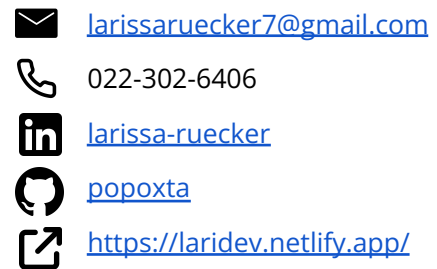 larissaruecker7@gmail.com
022-302-6406
larissa-ruecker
popoxta
https://laridev.netlify.app/